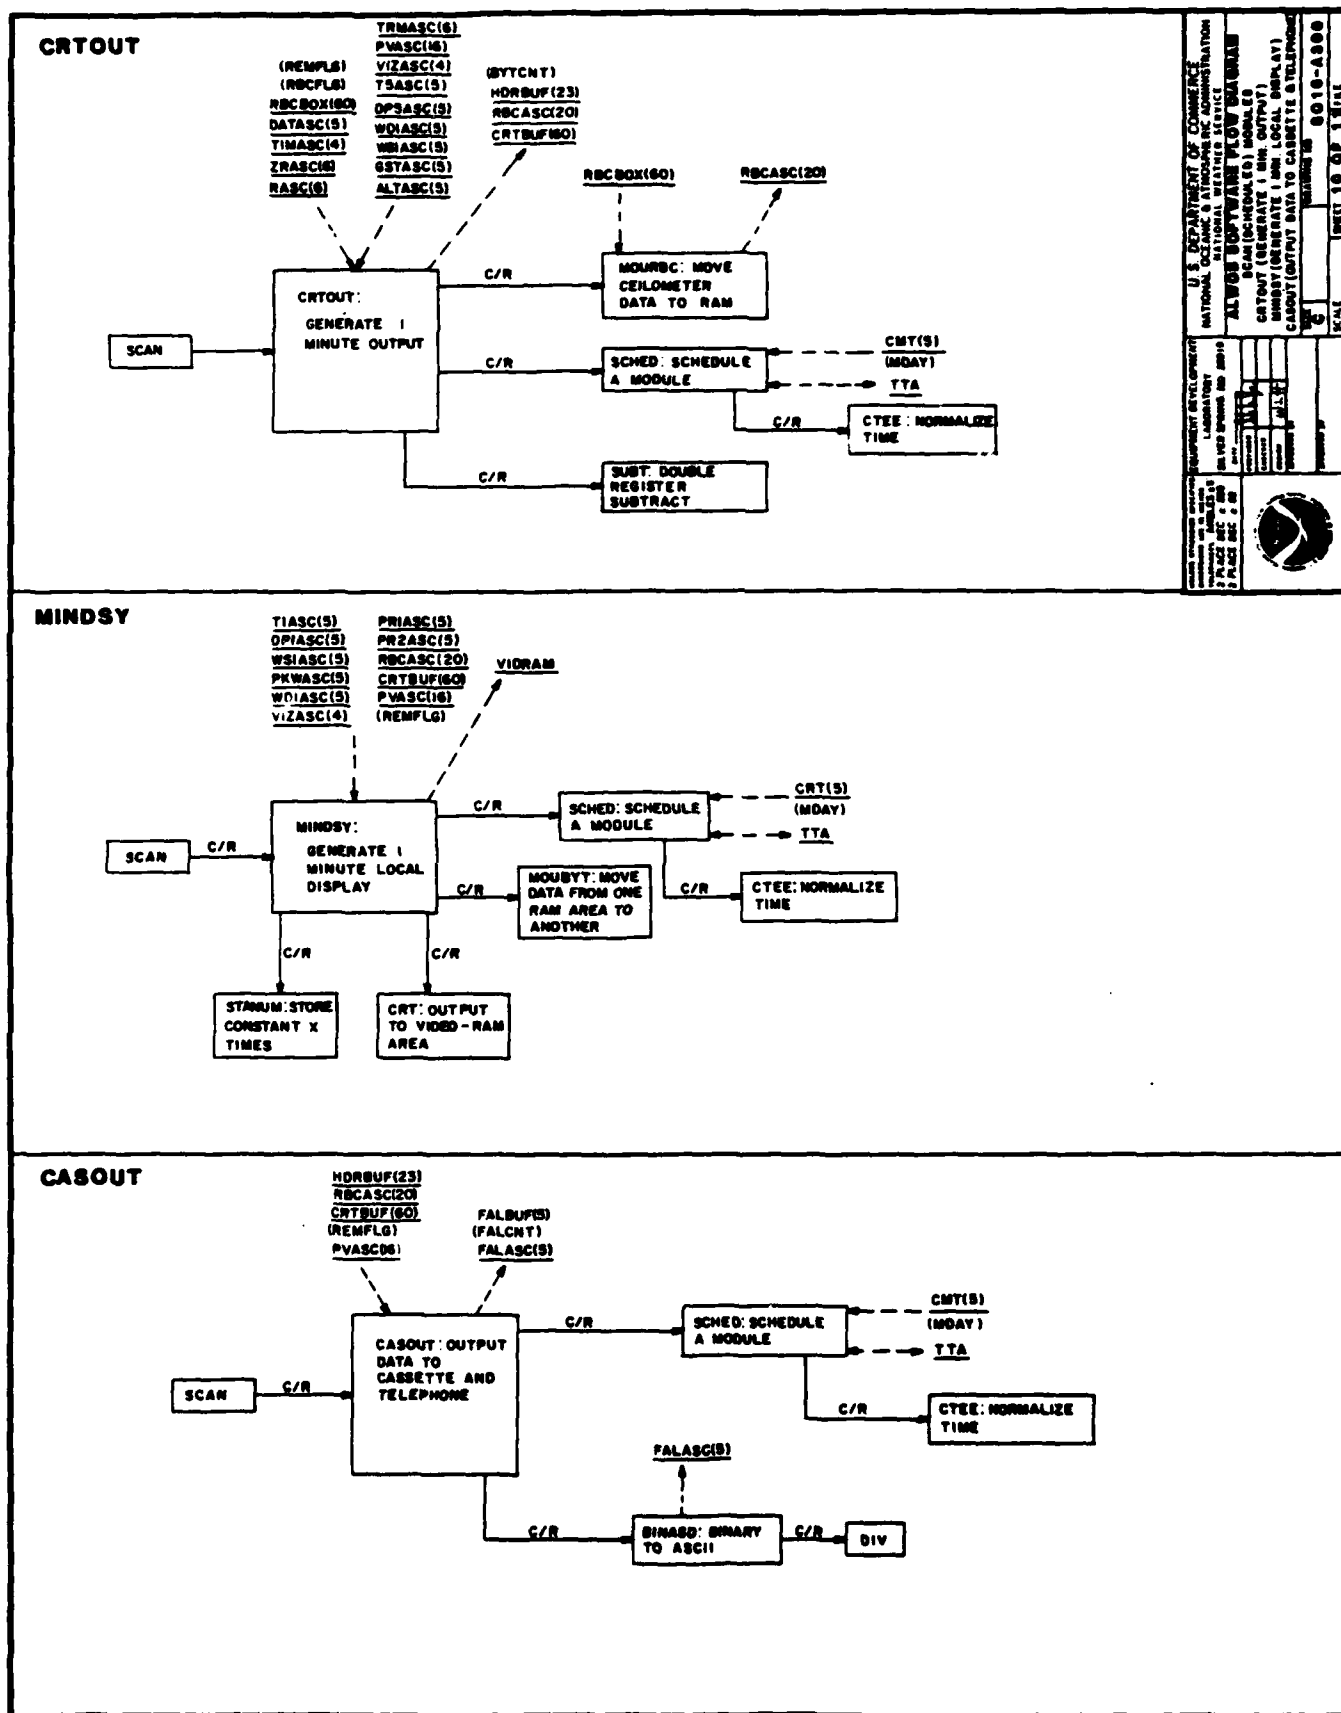 CRTOUT
(REMFLG)
(RBCFLG)
RBCBOX(60)
DATASC(5)
TIMASC(4)
ZRASC(6)
RASC(6)
TRMASC(6)
PVASC(16)
VIZASC(4)
T5ASC(5)
DP5ASC(5)
WDIASC(5)
WSIASC(5)
GSTASC(5)
ALTASC(5)
(BYTCNT)
HDRBUF(23)
RBCASC(20)
CRTBUF(60)
RBCBOX(60)
RBCASC(20)
SCAN
CRTOUT:
GENERATE 1
MINUTE OUTPUT
C/R
MOURBC: MOVE
CEILOMETER
DATA TO RAM
C/R
SCHED: SCHEDULE
A MODULE
CMT(5)
(MDAY)
TTA
C/R
CTEE: NORMALIZE
TIME
C/R
SUBT: DOUBLE
REGISTER
SUBTRACT
U. S. DEPARTMENT OF COMMERCE
NATIONAL OCEANIC & ATMOSPHERIC ADMINISTRATION
NATIONAL WEATHER SERVICE
ALWOS SOFTWARE FLOW DIAGRAM
SCAN (SCHEDULED) MODULES
CRTOUT (GENERATE 1 MIN. OUTPUT)
MINDSY (GENERATE 1 MIN. LOCAL DISPLAY)
CASOUT (OUTPUT DATA TO CASSETTE & TELEPHONE)
SIZE
C
SCALE
EQUIPMENT DEVELOPMENT
LABORATORY
SILVER SPRING MD
MINDSY
TIASC(5)
DPIASC(5)
WSIASC(5)
PKWASC(5)
WDIASC(5)
VIZASC(4)
PRIASC(5)
PR2ASC(5)
RBCASC(20)
CRTBUF(60)
PVASC(16)
(REMFLG)
VIDRAM
SCAN
C/R
MINDSY:
GENERATE 1
MINUTE LOCAL
DISPLAY
C/R
SCHED: SCHEDULE
A MODULE
CRT(5)
(MDAY)
TTA
C/R
MOUBYT: MOVE
DATA FROM ONE
RAM AREA TO
ANOTHER
C/R
CTEE: NORMALIZE
TIME
C/R
C/R
STANUM: STORE
CONSTANT X
TIMES
CRT: OUTPUT
TO VIDEO-RAM
AREA
CASOUT
HDRBUF(23)
RBCASC(20)
CRTBUF(60)
(REMFLG)
PVASC(16)
FALBUF(5)
(FALCNT)
FALASC(5)
SCAN
C/R
CASOUT: OUTPUT
DATA TO
CASSETTE AND
TELEPHONE
C/R
SCHED: SCHEDULE
A MODULE
CMT(5)
(MDAY)
TTA
C/R
CTEE: NORMALIZE
TIME
FALASC(5)
C/R
BINASD: BINARY
TO ASCII
C/R
DIV